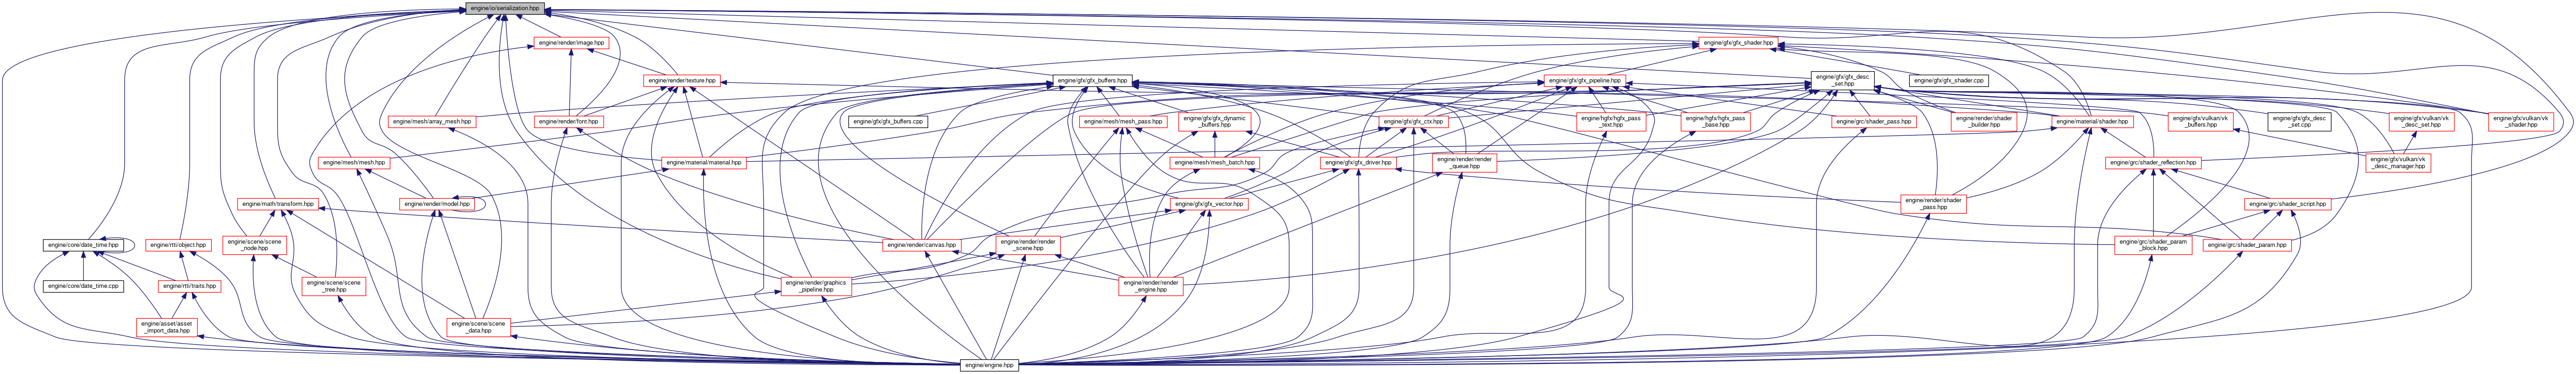 engine/io/serialization.hpp
engine/render/image.hpp
engine/gfx/gfx_shader.hpp
engine/render/texture.hpp
engine/gfx/gfx_buffers.hpp
engine/gfx/gfx_pipeline.hpp
engine/gfx/gfx_desc
_set.hpp
engine/gfx/gfx_shader.cpp
engine/mesh/array_mesh.hpp
engine/render/font.hpp
engine/gfx/gfx_buffers.cpp
engine/mesh/mesh_pass.hpp
engine/gfx/gfx_dynamic
_buffers.hpp
engine/gfx/gfx_ctx.hpp
engine/hgfx/hgfx_pass
_text.hpp
engine/hgfx/hgfx_pass
_base.hpp
engine/grc/shader_pass.hpp
engine/render/shader
_builder.hpp
engine/material/shader.hpp
engine/gfx/vulkan/vk
_buffers.hpp
engine/gfx/gfx_desc
_set.cpp
engine/gfx/vulkan/vk
_desc_set.hpp
engine/gfx/vulkan/vk
_shader.hpp
engine/mesh/mesh.hpp
engine/material/material.hpp
engine/mesh/mesh_batch.hpp
engine/gfx/gfx_driver.hpp
engine/render/render
_queue.hpp
engine/grc/shader_reflection.hpp
engine/gfx/vulkan/vk
_desc_manager.hpp
engine/math/transform.hpp
engine/render/model.hpp
engine/gfx/gfx_vector.hpp
engine/render/shader
_pass.hpp
engine/grc/shader_script.hpp
engine/core/date_time.hpp
engine/rtti/object.hpp
engine/scene/scene
_node.hpp
engine/render/canvas.hpp
engine/render/render
_scene.hpp
engine/grc/shader_param
_block.hpp
engine/grc/shader_param.hpp
engine/core/date_time.cpp
engine/rtti/traits.hpp
engine/scene/scene
_tree.hpp
engine/render/graphics
_pipeline.hpp
engine/render/render
_engine.hpp
engine/asset/asset
_import_data.hpp
engine/scene/scene
_data.hpp
engine/engine.hpp